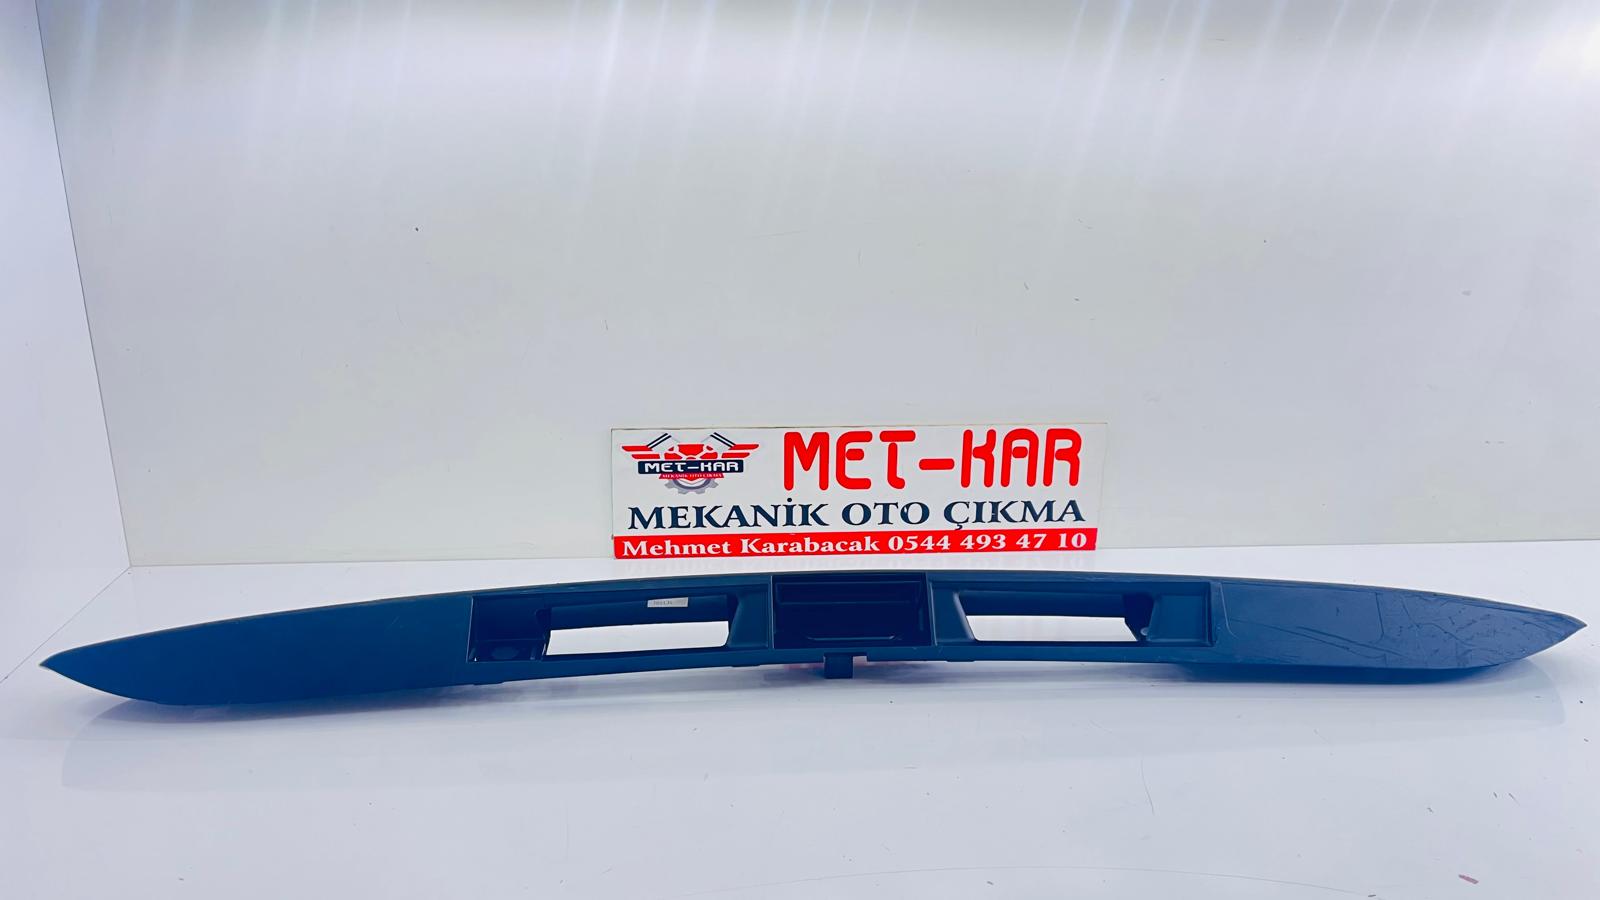 MET-KAR
MEKANİK OTO ÇIKMA
MET-KAR
MEKANİK OTO ÇIKMA
Mehmet Karabacak 0544 493 47 10